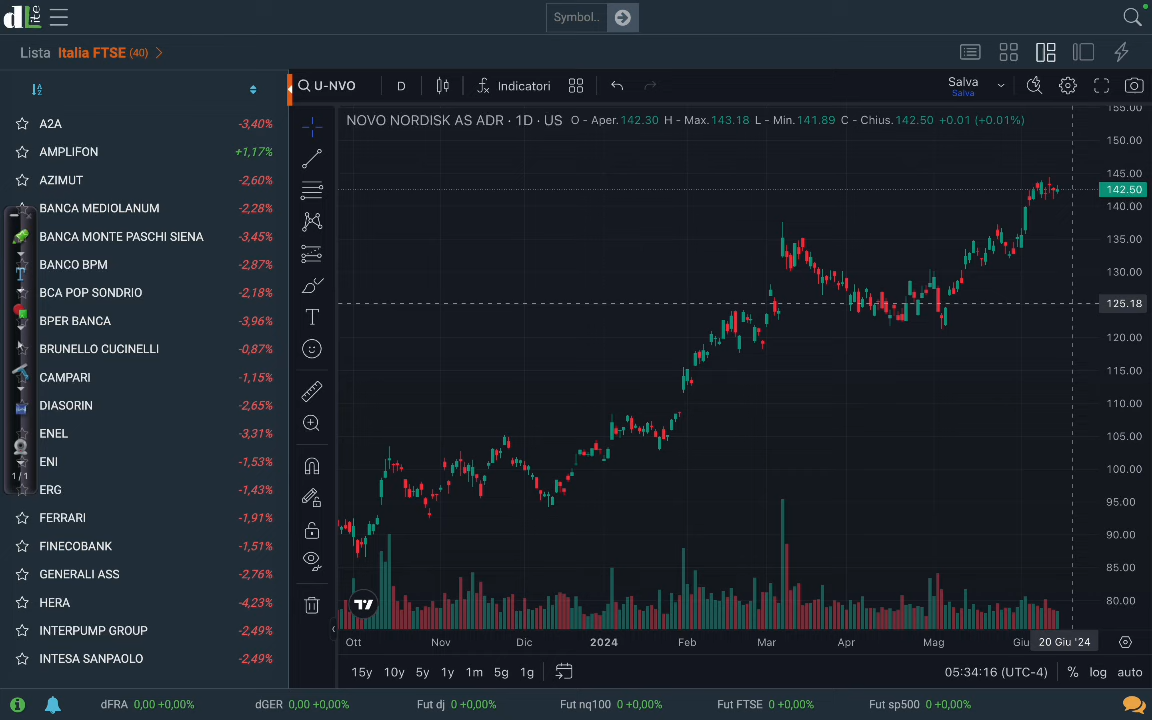 dLite
Symbol..
Lista Italia FTSE (40)
U-NVO
D
Indicatori
Salva
Salva
A2A -3,40%
AMPLIFON +1,17%
AZIMUT -2,60%
BANCA MEDIOLANUM -2,28%
BANCA MONTE PASCHI SIENA -3,45%
BANCO BPM -2,87%
BCA POP SONDRIO -2,18%
BPER BANCA -3,96%
BRUNELLO CUCINELLI -0,87%
CAMPARI -1,15%
DIASORIN -2,65%
ENEL -3,31%
ENI -1,53%
ERG -1,43%
FERRARI -1,91%
FINECOBANK -1,51%
GENERALI ASS -2,76%
HERA -4,23%
INTERPUMP GROUP -2,49%
INTESA SANPAOLO -2,49%
1/1
NOVO NORDISK AS ADR · 1D · US O - Aper.142.30 H - Max.143.18 L - Min.141.89 C - Chius.142.50 +0.01 (+0.01%)
155.00
150.00
145.00
142.50
140.00
135.00
130.00
125.18
120.00
115.00
110.00
105.00
100.00
95.00
90.00
85.00
80.00
Ott Nov Dic 2024 Feb Mar Apr Mag Giu 20 Giu '24
15y 10y 5y 1y 1m 5g 1g
05:34:16 (UTC-4) % log auto
dFRA 0,00 +0,00%
dGER 0,00 +0,00%
Fut dj 0 +0,00%
Fut nq100 0 +0,00%
Fut FTSE 0 +0,00%
Fut sp500 0 +0,00%